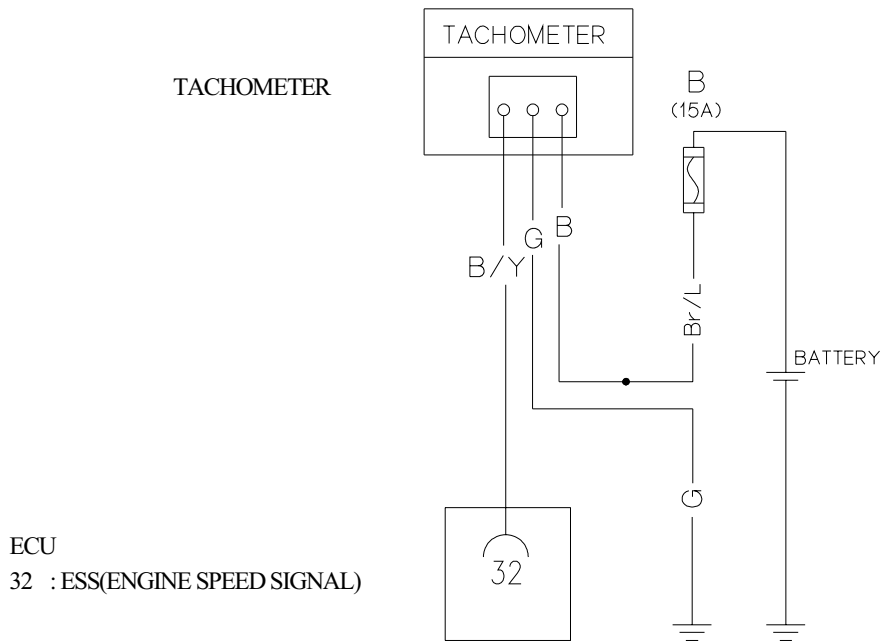 TACHOMETER
TACHOMETER
B
(15A)
B/Y
G
B
Br/L
BATTERY
G
ECU
32 : ESS(ENGINE SPEED SIGNAL)
32